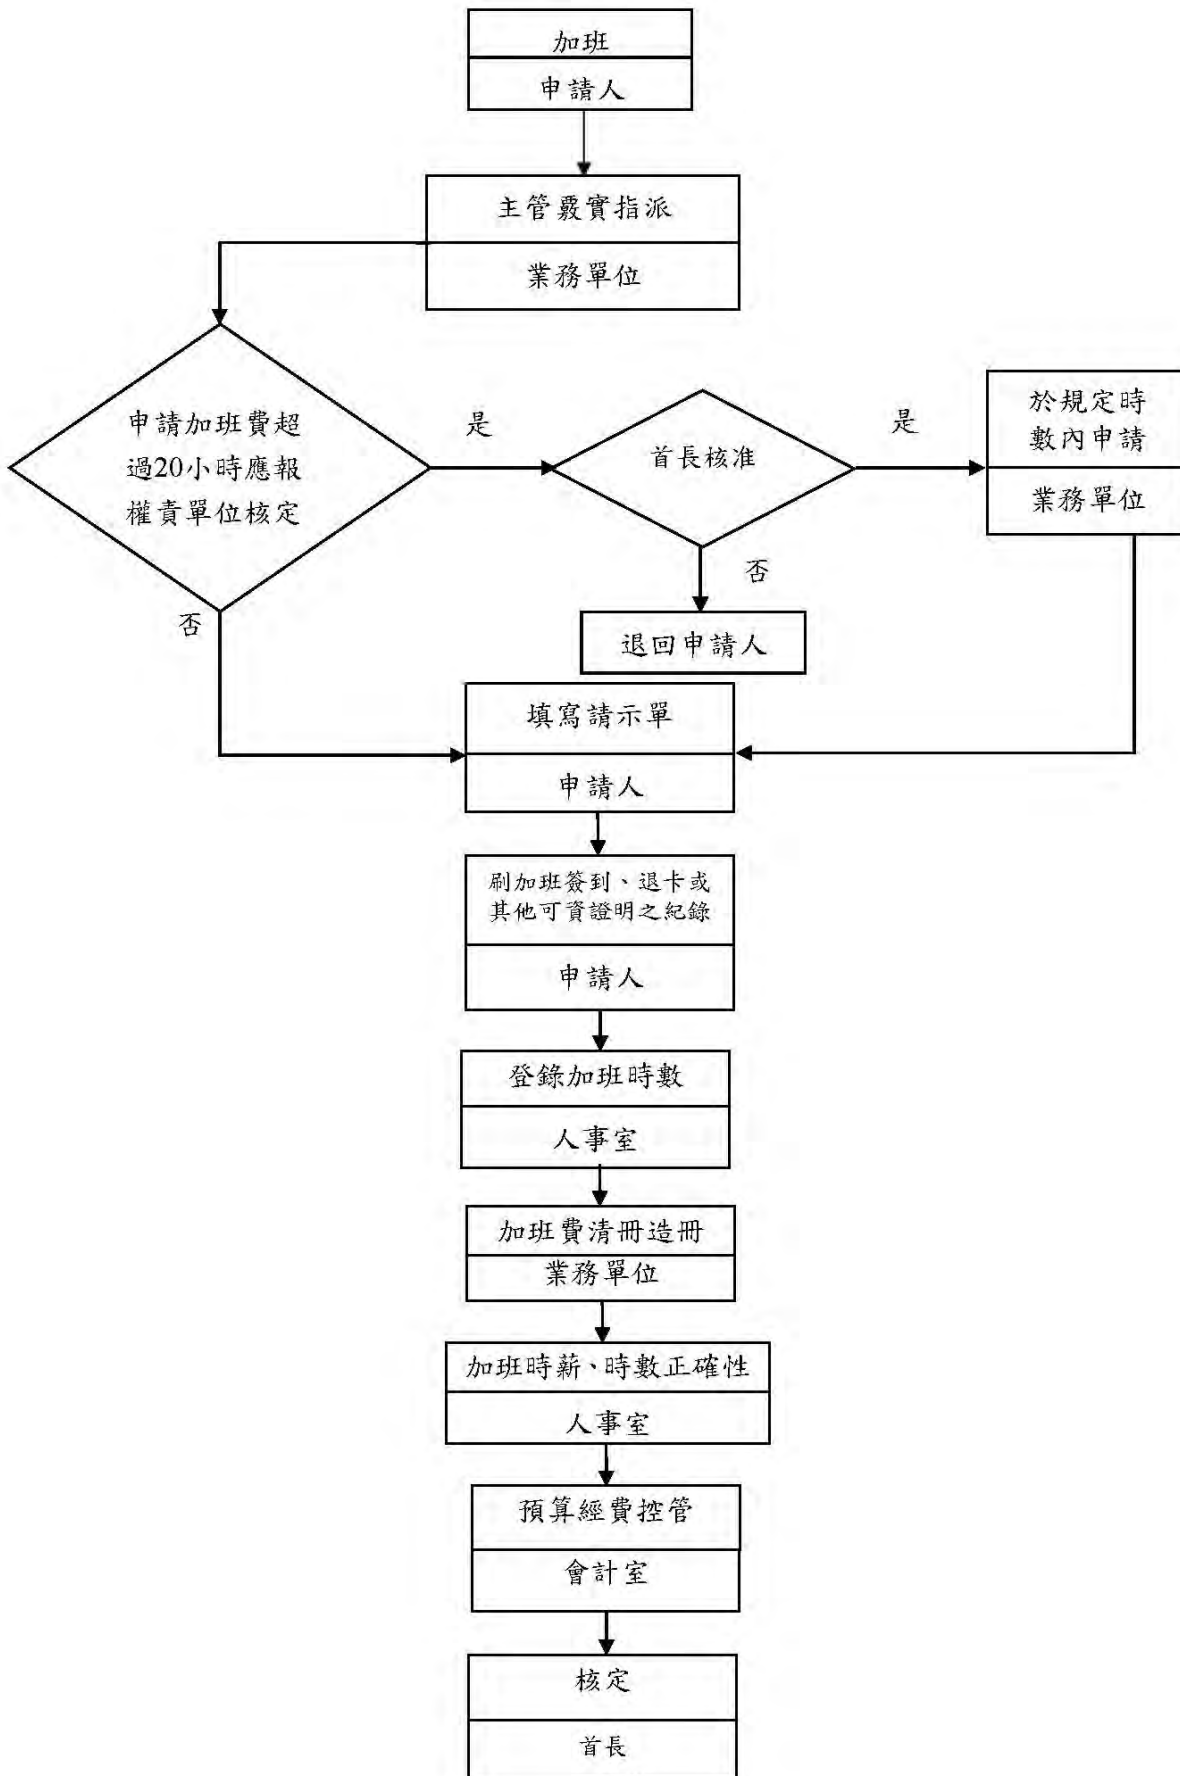 加班
申請人
主管覈實指派
業務單位
申請加班費超
過20小時應報
權責單位核定
是
首長核准
是
於規定時
數內申請
業務單位
否
退回申請人
否
填寫請示單
申請人
刷加班簽到、退卡或
其他可資證明之紀錄
申請人
登錄加班時數
人事室
加班費清冊造冊
業務單位
加班時薪、時數正確性
人事室
預算經費控管
會計室
核定
首長